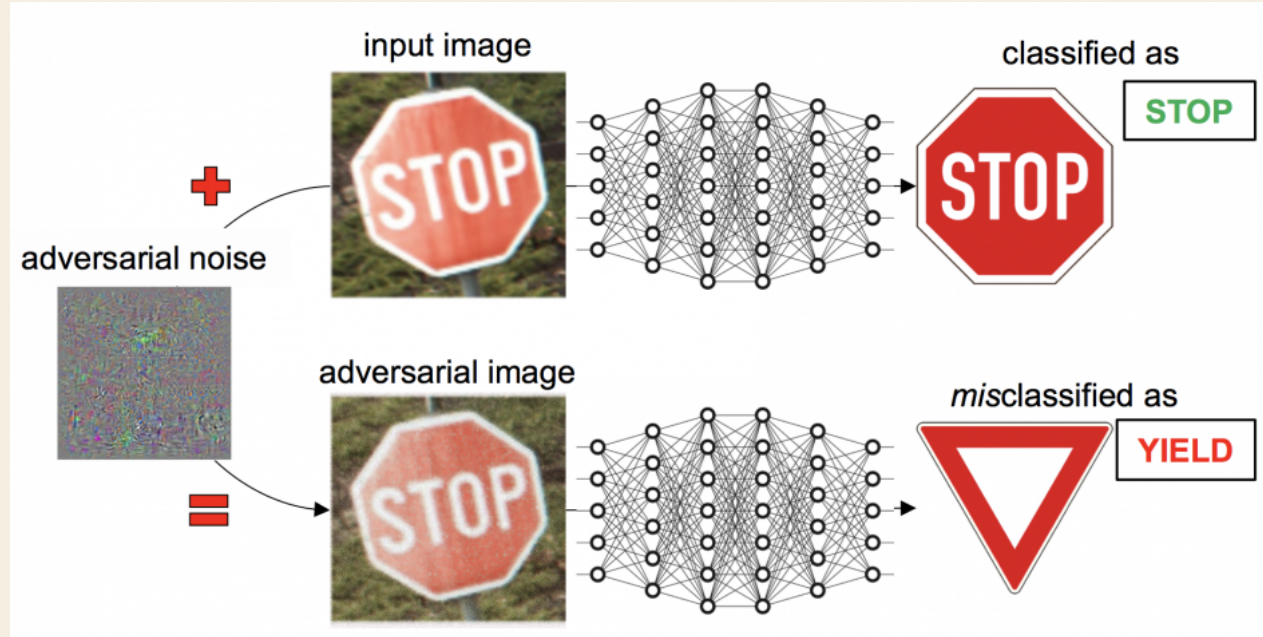 input image
classified as
STOP
STOP
STOP
adversarial noise
adversarial image
STOP
misclassified as
YIELD